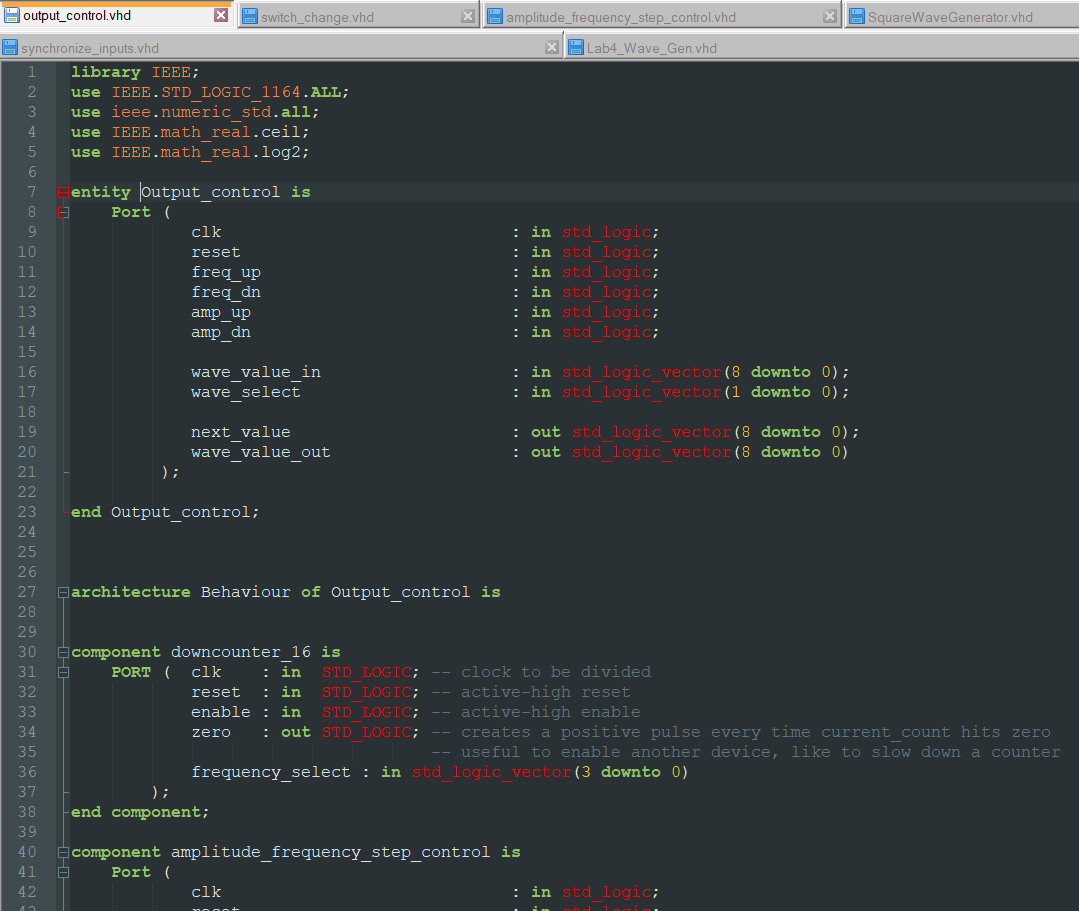 output_control.vhd
switch_change.vhd
amplitude_frequency_step_control.vhd
SquareWaveGenerator.vhd
synchronize_inputs.vhd
Lab4_Wave_Gen.vhd
1 library IEEE;
2 use IEEE.STD_LOGIC_1164.ALL;
3 use ieee.numeric_std.all;
4 use IEEE.math_real.ceil;
5 use IEEE.math_real.log2;
6
7 entity Output_control is
8 Port (
9 clk : in std_logic;
10 reset : in std_logic;
11 freq_up : in std_logic;
12 freq_dn : in std_logic;
13 amp_up : in std_logic;
14 amp_dn : in std_logic;
15
16 wave_value_in : in std_logic_vector(8 downto 0);
17 wave_select : in std_logic_vector(1 downto 0);
18
19 next_value : out std_logic_vector(8 downto 0);
20 wave_value_out : out std_logic_vector(8 downto 0)
21 );
22
23 end Output_control;
24
25
26
27 architecture Behaviour of Output_control is
28
29
30 component downcounter_16 is
31 PORT ( clk : in STD_LOGIC; -- clock to be divided
32 reset : in STD_LOGIC; -- active-high reset
33 enable : in STD_LOGIC; -- active-high enable
34 zero : out STD_LOGIC; -- creates a positive pulse every time current_count hits zero
35 -- useful to enable another device, like to slow down a counter
36 frequency_select : in std_logic_vector(3 downto 0)
37 );
38 end component;
39
40 component amplitude_frequency_step_control is
41 Port (
42 clk : in std_logic;
43 reset : in std_logic;